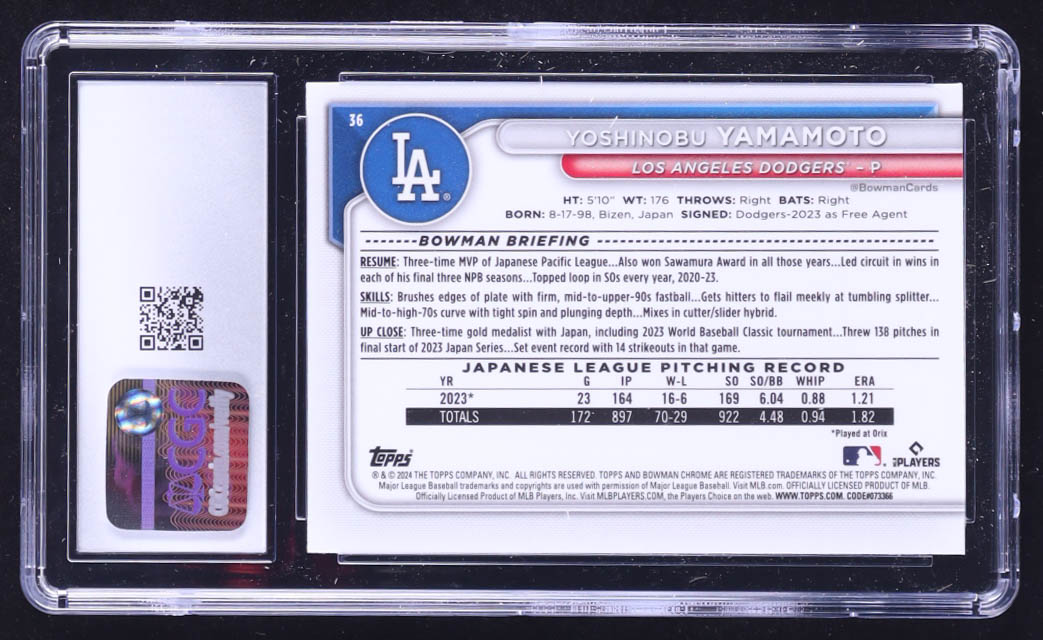 36
LA®
YOSHINOBU YAMAMOTO
LOS ANGELES DODGERS™ – P
@BowmanCards
HT: 5'10" WT: 176 THROWS: Right BATS: Right
BORN: 8-17-98, Bizen, Japan SIGNED: Dodgers-2023 as Free Agent
BOWMAN BRIEFING
RESUME: Three-time MVP of Japanese Pacific League...Also won Sawamura Award in all those years...Led circuit in wins in
each of his final three NPB seasons...Topped loop in SOs every year, 2020-23.
SKILLS: Brushes edges of plate with firm, mid-to-upper-90s fastball...Gets hitters to flail meekly at tumbling splitter...
Mid-to-high-70s curve with tight spin and plunging depth...Mixes in cutter/slider hybrid.
UP CLOSE: Three-time gold medalist with Japan, including 2023 World Baseball Classic tournament...Threw 138 pitches in
final start of 2023 Japan Series...Set event record with 14 strikeouts in that game.
JAPANESE LEAGUE PITCHING RECORD
YR G IP W-L SO SO/BB WHIP ERA
2023* 23 164 16-6 169 6.04 0.88 1.21
TOTALS 172 897 70-29 922 4.48 0.94 1.82
*Played at Orix
topps® PLAYERS
® & © 2024 THE TOPPS COMPANY, INC. ALL RIGHTS RESERVED. TOPPS AND BOWMAN CHROME ARE REGISTERED TRADEMARKS OF THE TOPPS COMPANY, INC.
Major League Baseball trademarks and copyrights are used with permission of Major League Baseball. Visit MLB.com. OFFICIALLY LICENSED PRODUCT OF MLB.
Officially Licensed Product of MLB Players, Inc. Visit MLBPLAYERS.COM, the Players Choice on the web. WWW.TOPPS.COM. CODE#073366
CGC